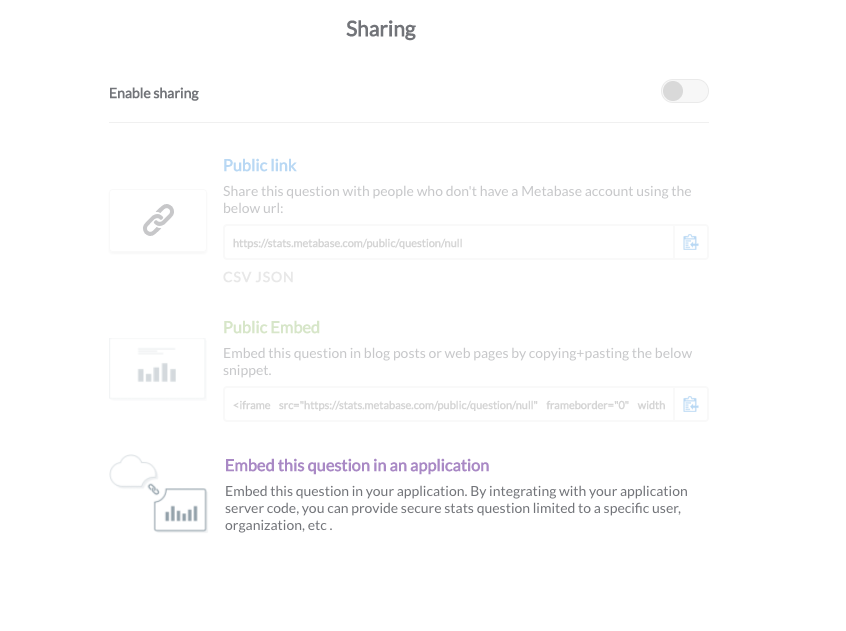 Sharing
Enable sharing
Public link
Share this question with people who don't have a Metabase account using the
below url:
https://stats.metabase.com/public/question/null
CSV JSON
Public Embed
Embed this question in blog posts or web pages by copying+pasting the below
snippet.
<iframe src="https://stats.metabase.com/public/question/null" frameborder="0" width
Embed this question in an application
Embed this question in your application. By integrating with your application
server code, you can provide secure stats question limited to a specific user,
organization, etc .